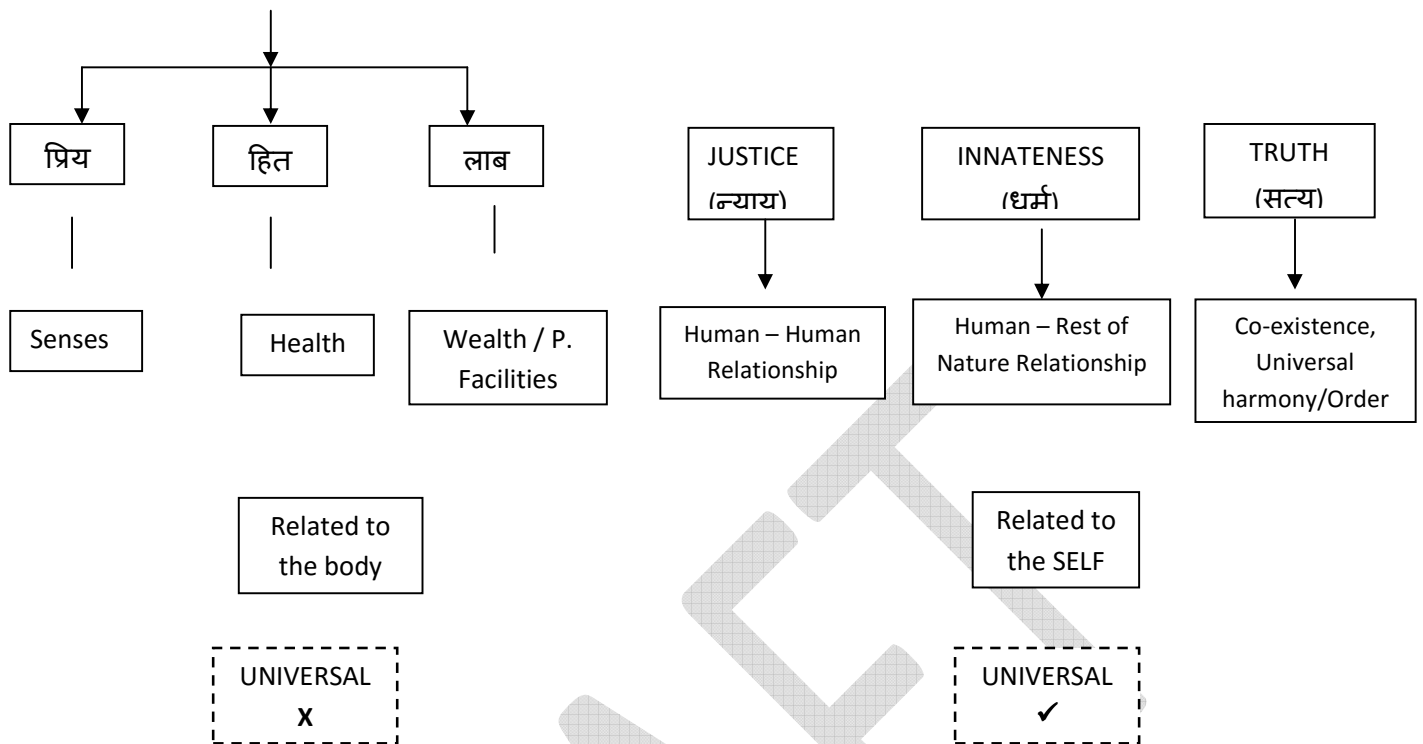 प्रिय
हित
लाब
JUSTICE
(न्याय)
INNATENESS
(धर्म)
TRUTH
(सत्य)
Senses
Health
Wealth / P.
Facilities
Human – Human
Relationship
Human – Rest of
Nature Relationship
Co-existence,
Universal
harmony/Order
Related to
the body
Related to
the SELF
UNIVERSAL
X
UNIVERSAL
✓